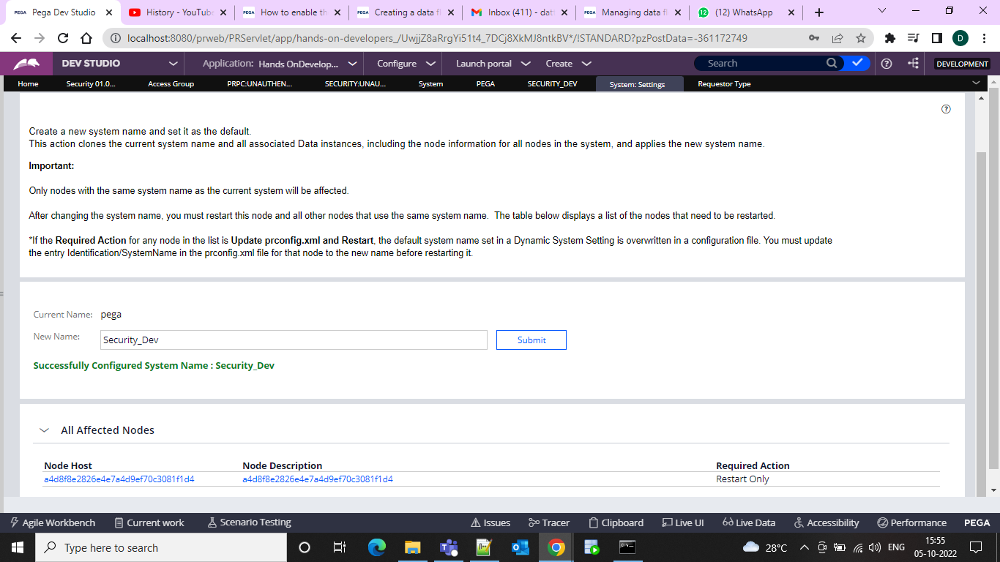 Pega Dev Studio
History - YouTube
How to enable th
Creating a data fl
Inbox (411) - dat
Managing data fl
12
(12) WhatsApp
localhost:8080/prweb/PRServlet/app/hands-on-developers_/UwjjZ8aRrgYi51t4_7DCj8XkMJ8ntkBV*/!STANDARD?pzPostData=-361172749
D
DEV STUDIO
Application: Hands OnDevelop...
Configure
Launch portal
Create
Search
DEVELOPMENT
Home
Security 01.0...
Access Group
PRPC:UNAUTHEN...
SECURITY:UNAU...
System
PEGA
SECURITY_DEV
System: Settings
Requestor Type
Create a new system name and set it as the default.
This action clones the current system name and all associated Data instances, including the node information for all nodes in the system, and applies the new system name.
Important:
Only nodes with the same system name as the current system will be affected.
After changing the system name, you must restart this node and all other nodes that use the same system name. The table below displays a list of the nodes that need to be restarted.
*If the Required Action for any node in the list is Update prconfig.xml and Restart, the default system name set in a Dynamic System Setting is overwritten in a configuration file. You must update
the entry Identification/SystemName in the prconfig.xml file for that node to the new name before restarting it.
Current Name: pega
New Name: Security_Dev
Submit
Successfully Configured System Name : Security_Dev
All Affected Nodes
Node Host Node Description Required Action
a4d8f8e2826e4e7a4d9ef70c3081f1d4 a4d8f8e2826e4e7a4d9ef70c3081f1d4 Restart Only
Agile Workbench
Current work
Scenario Testing
Issues
Tracer
Clipboard
Live UI
Live Data
Accessibility
Performance
PEGA
Type here to search
28°C
ENG
15:55
05-10-2022